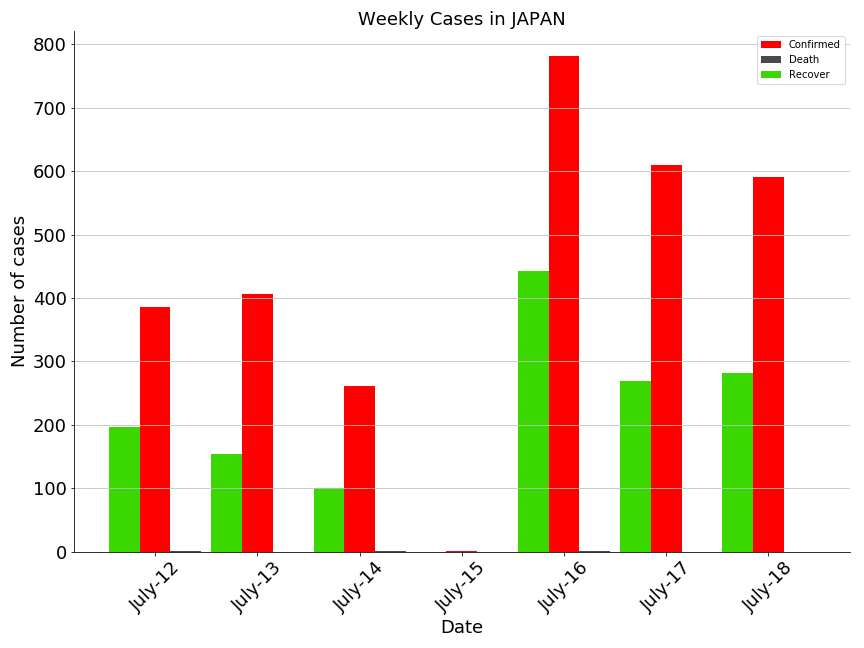 Weekly Cases in JAPAN
Confirmed
Death
Recover
Number of cases
800
700
600
500
400
300
200
100
0
July-12
July-13
July-14
July-15
July-16
July-17
July-18
Date